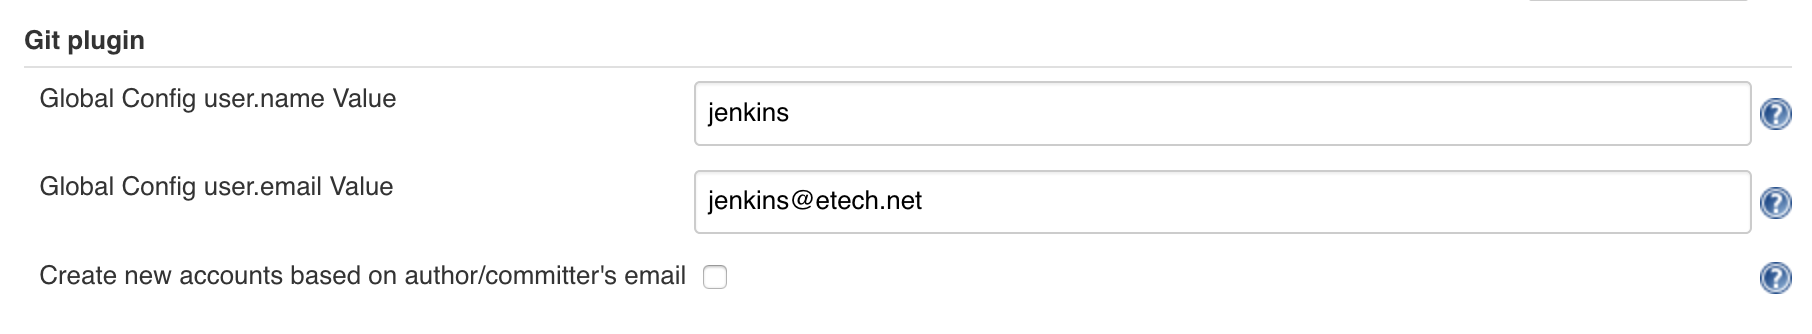 Git plugin
Global Config user.name Value
jenkins
?
Global Config user.email Value
jenkins@etech.net
?
Create new accounts based on author/committer's email
?